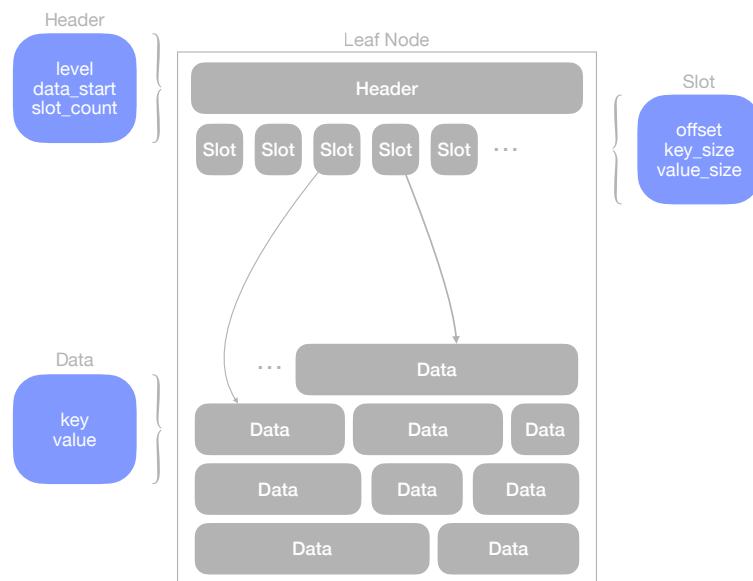 Header
level
data_start
slot_count
Leaf Node
Header
Slot
Slot
Slot
Slot
Slot
...
Slot
offset
key_size
value_size
Data
key
value
...
Data
Data
Data
Data
Data
Data
Data
Data
Data